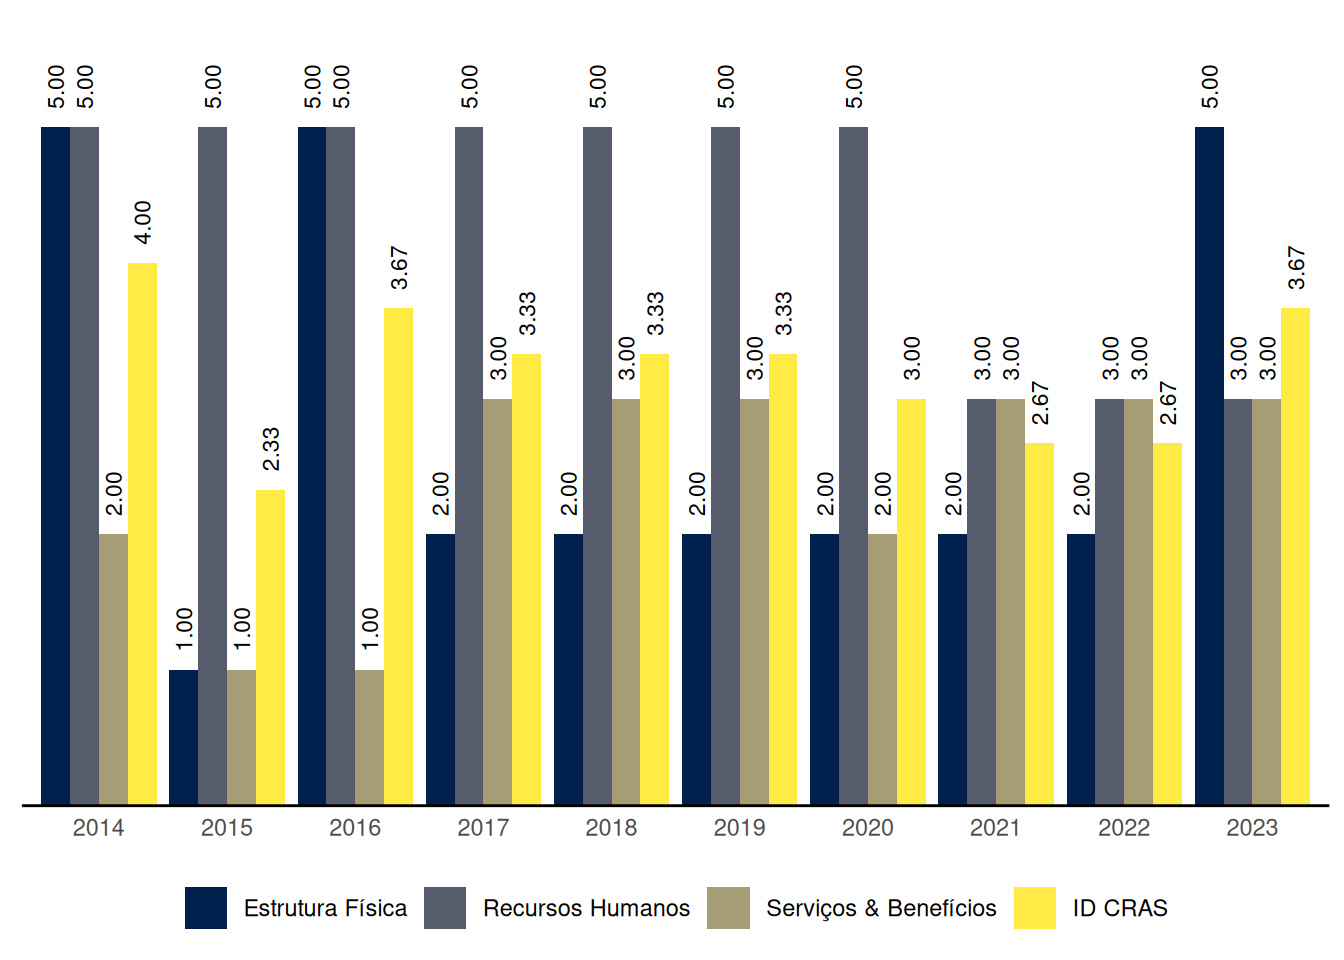 5.00 5.00 2.00 4.00
1.00 5.00 1.00 2.33
5.00 5.00 1.00 3.67
2.00 5.00 3.00 3.33
2.00 5.00 3.00 3.33
2.00 5.00 3.00 3.33
2.00 5.00 2.00 3.00
2.00 3.00 3.00 2.67
2.00 3.00 3.00 2.67
5.00 3.00 3.00 3.67
2014 2015 2016 2017 2018 2019 2020 2021 2022 2023
Estrutura Física Recursos Humanos Serviços & Benefícios ID CRAS